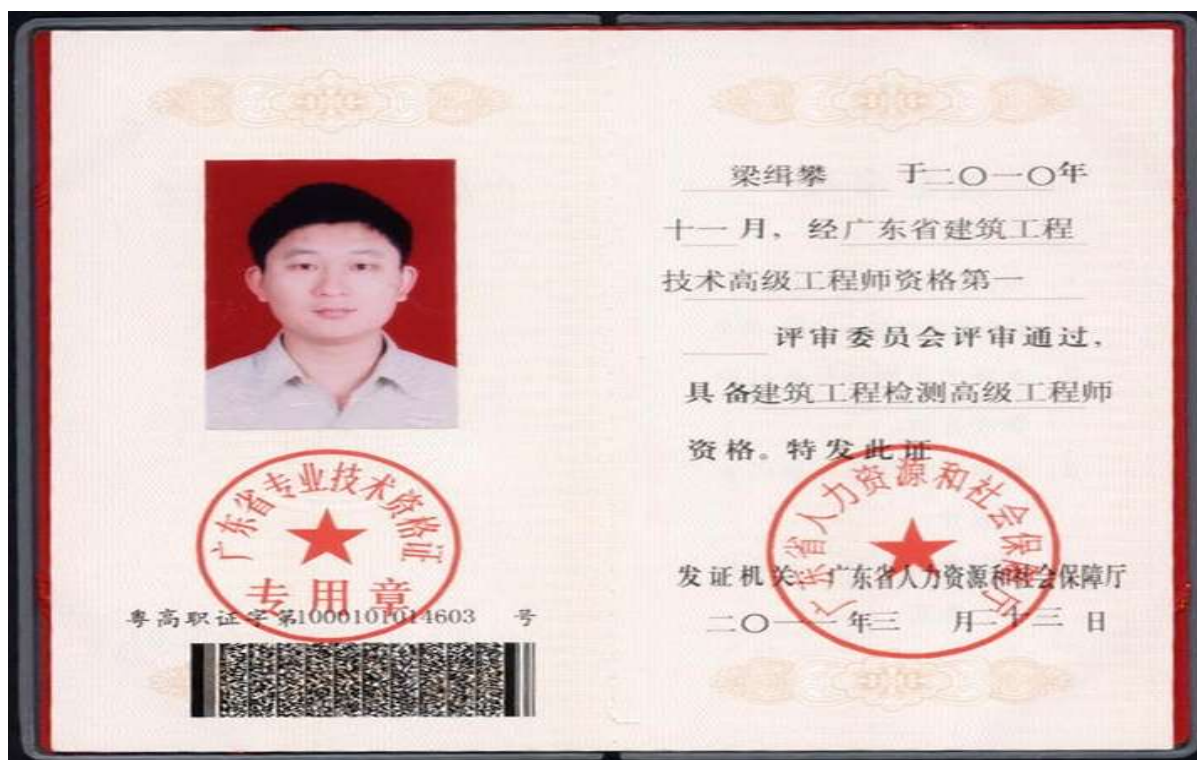 广东省专业技术资格证
专用章
粤高职证字第1000101014603 号
梁缉攀 于二〇一〇年
十一月，经广东省建筑工程
技术高级工程师资格第一
评审委员会评审通过，
具备建筑工程检测高级工程师
资格。特发此证
广东省人力资源和社会保障厅
发证机关：广东省人力资源和社会保障厅
二〇一一年三 月二十三日